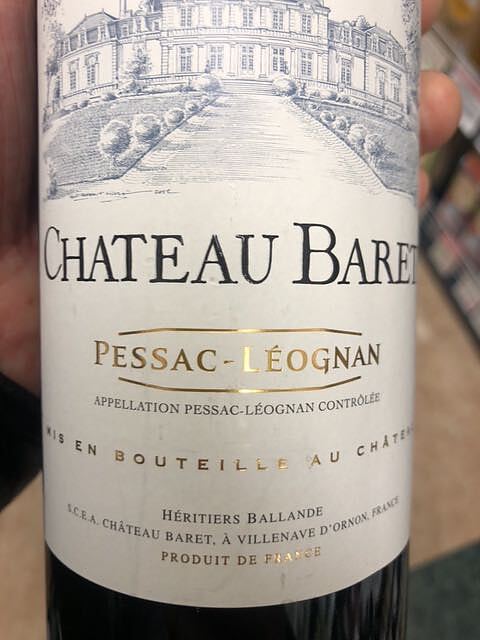 CHATEAU BARET
PESSAC-LÉOGNAN
APPELLATION PESSAC-LÉOGNAN CONTRÔLÉE
MIS EN BOUTEILLE AU CHÂTE
HÉRITIERS BALLANDE
S.C.E.A. CHÂTEAU BARET, À VILLENAVE D'ORNON, FRANCE
PRODUIT DE FRANCE